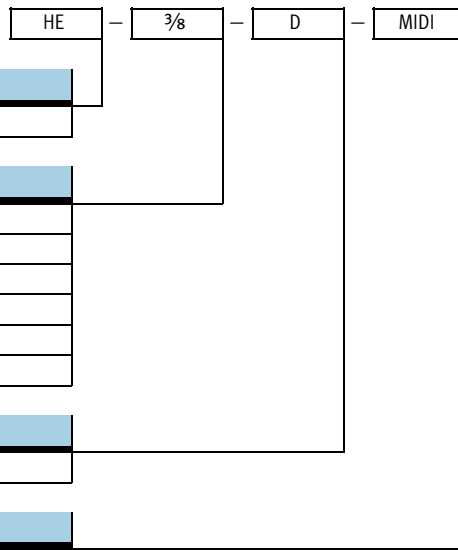 HE – ⅜ – D – MIDI